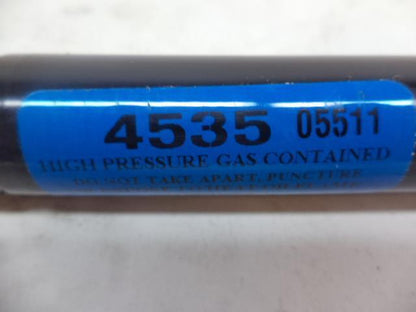 4535 05511
HIGH PRESSURE GAS CONTAINED
DO NOT TAKE APART, PUNCTURE